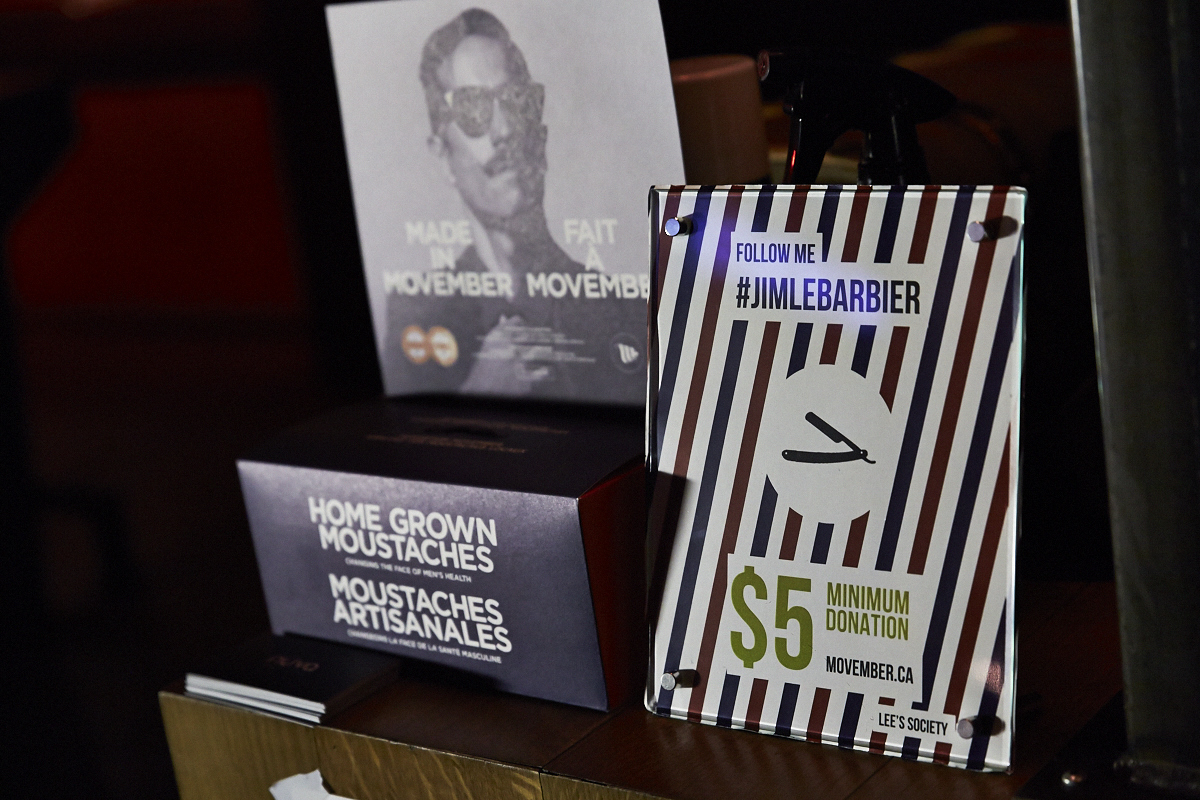 MADE
IN
MOVEMBER
FAIT
À
MOVEMBE
HOME GROWN
MOUSTACHES
CHANGING THE FACE OF MEN'S HEALTH
MOUSTACHES
ARTISANALES
CHANGEONS LA FACE DE LA SANTÉ MASCULINE
FOLLOW ME
#JIMLEBARBIER
$5
MINIMUM
DONATION
MOVEMBER.CA
LEE'S SOCIETY